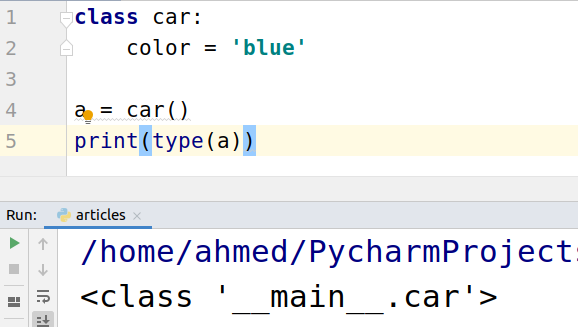 1 class car:
2     color = 'blue'
3
4 a = car()
5 print(type(a))
Run: articles ×
/home/ahmed/PycharmProjects
<class '__main__.car'>